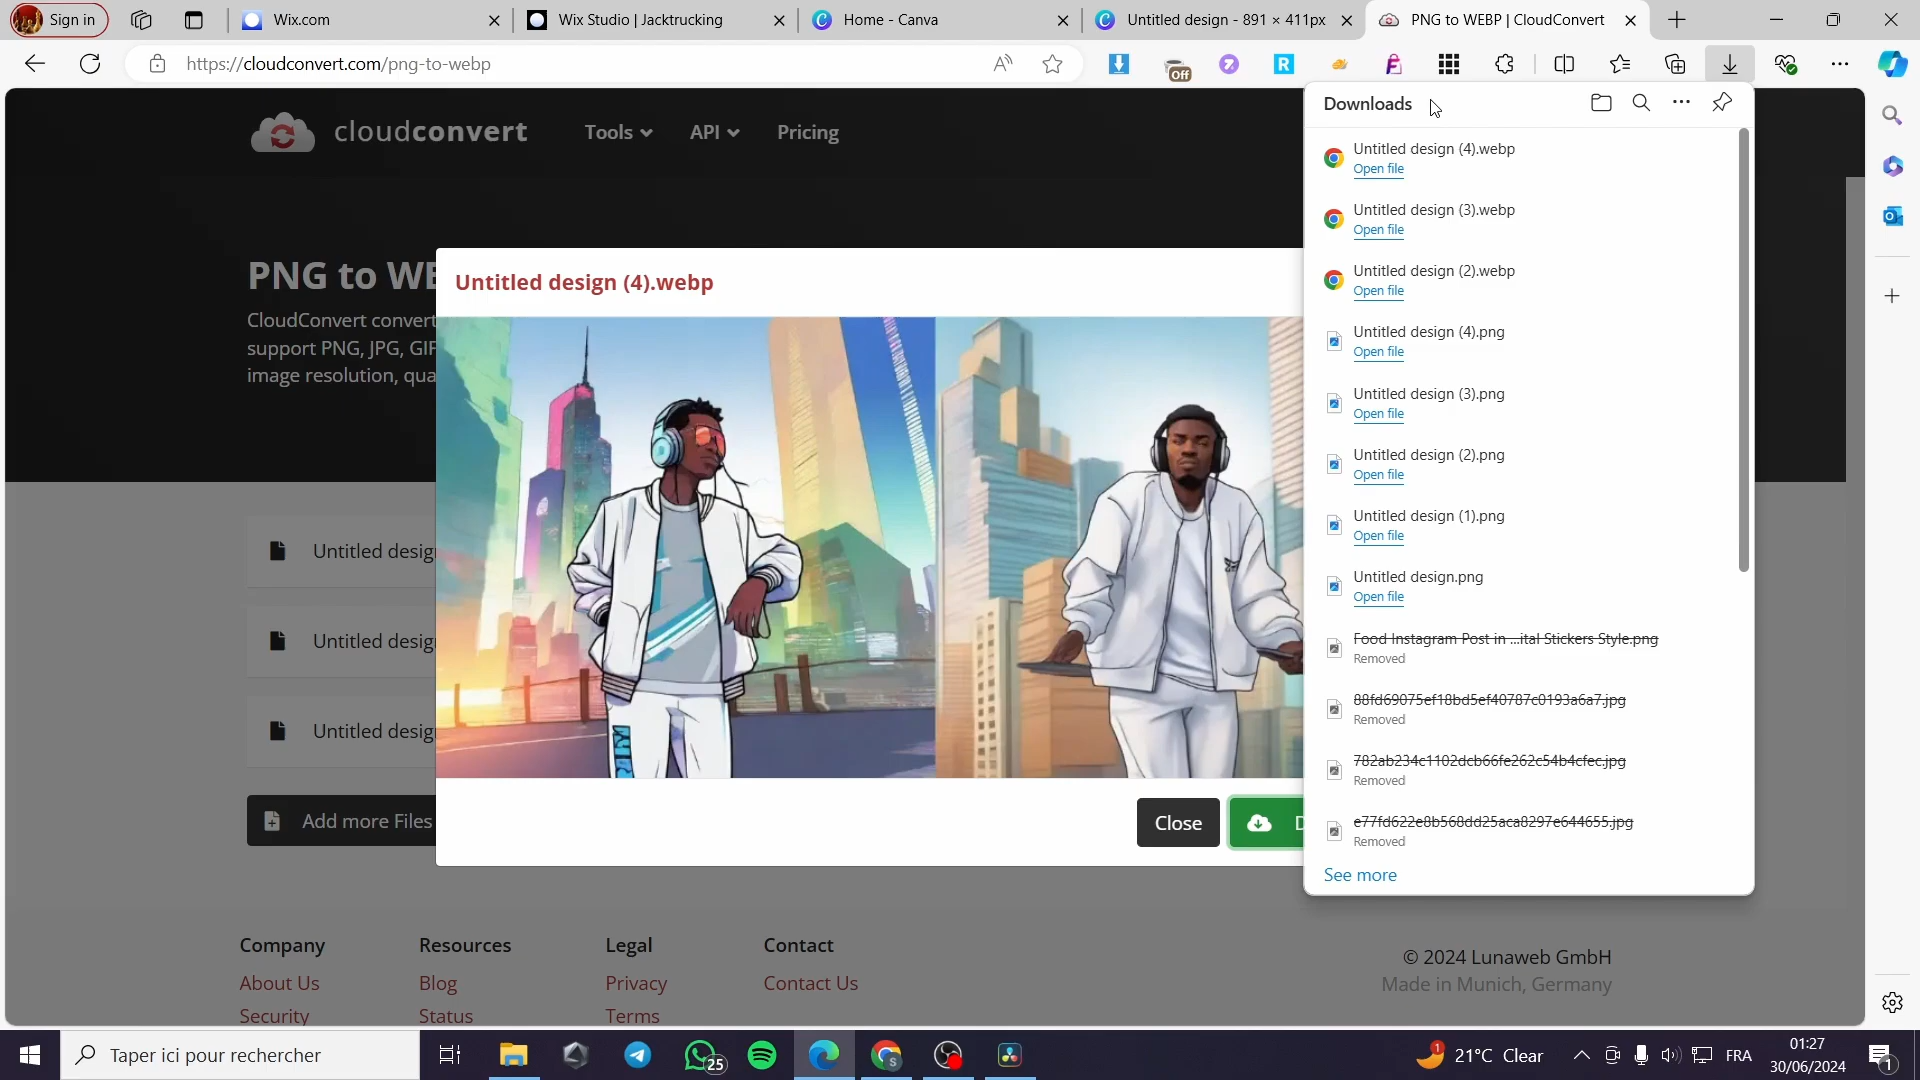 Sign in
Wix.com
Wix Studio | Jacktrucking
Home - Canva
Untitled design - 891 × 411px
PNG to WEBP | CloudConvert
https://cloudconvert.com/png-to-webp
Off
cloudconvert
Tools
API
Pricing
Downloads
Untitled design (4).webp
Open file
Untitled design (3).webp
Open file
Untitled design (2).webp
Open file
Untitled design (4).png
Open file
Untitled design (3).png
Open file
Untitled design (2).png
Open file
Untitled design (1).png
Open file
Untitled design.png
Open file
Food Instagram Post in ...ital Stickers Style.png
Removed
88fd69075ef18bd5ef40787c0193a6a7.jpg
Removed
782ab234c1102dcb66fe262c54b4cfec.jpg
Removed
e77fd622e8b568dd25aca8297e644655.jpg
Removed
See more
PNG to WE
CloudConvert convert
support PNG, JPG, GIF
image resolution, qua
Untitled design (4).webp
Untitled desig
Untitled desig
Untitled desig
Add more Files
Close
D
Company
About Us
Security
Resources
Blog
Status
Legal
Privacy
Terms
Contact
Contact Us
© 2024 Lunaweb GmbH
Made in Munich, Germany
Taper ici pour rechercher
25
1
21°C Clear
FRA
01:27
30/06/2024
1